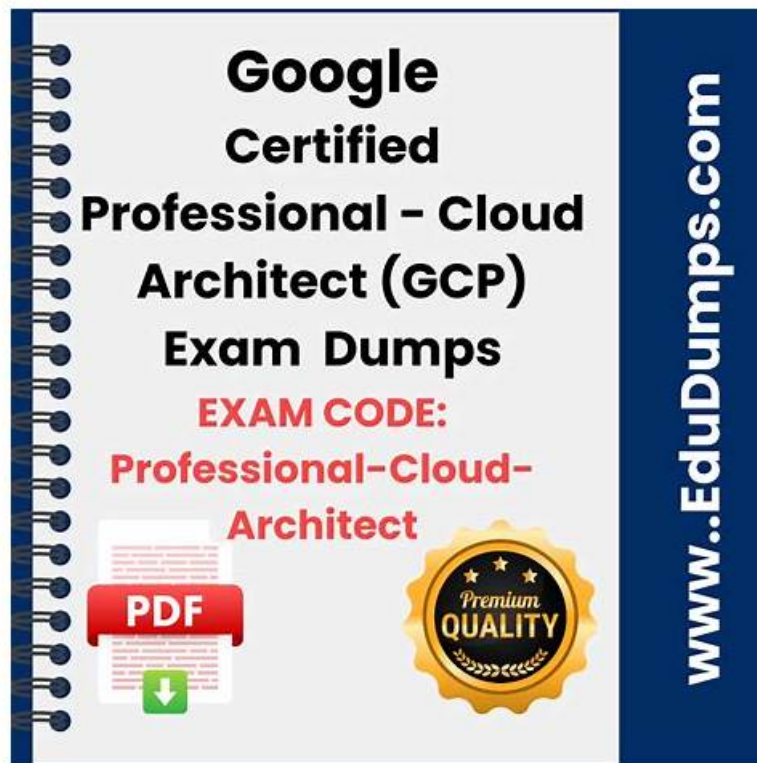 Google
Certified
Professional - Cloud
Architect (GCP)
Exam Dumps
EXAM CODE:
Professional-Cloud-
Architect
PDF
Premium
QUALITY
www..EduDumps.com